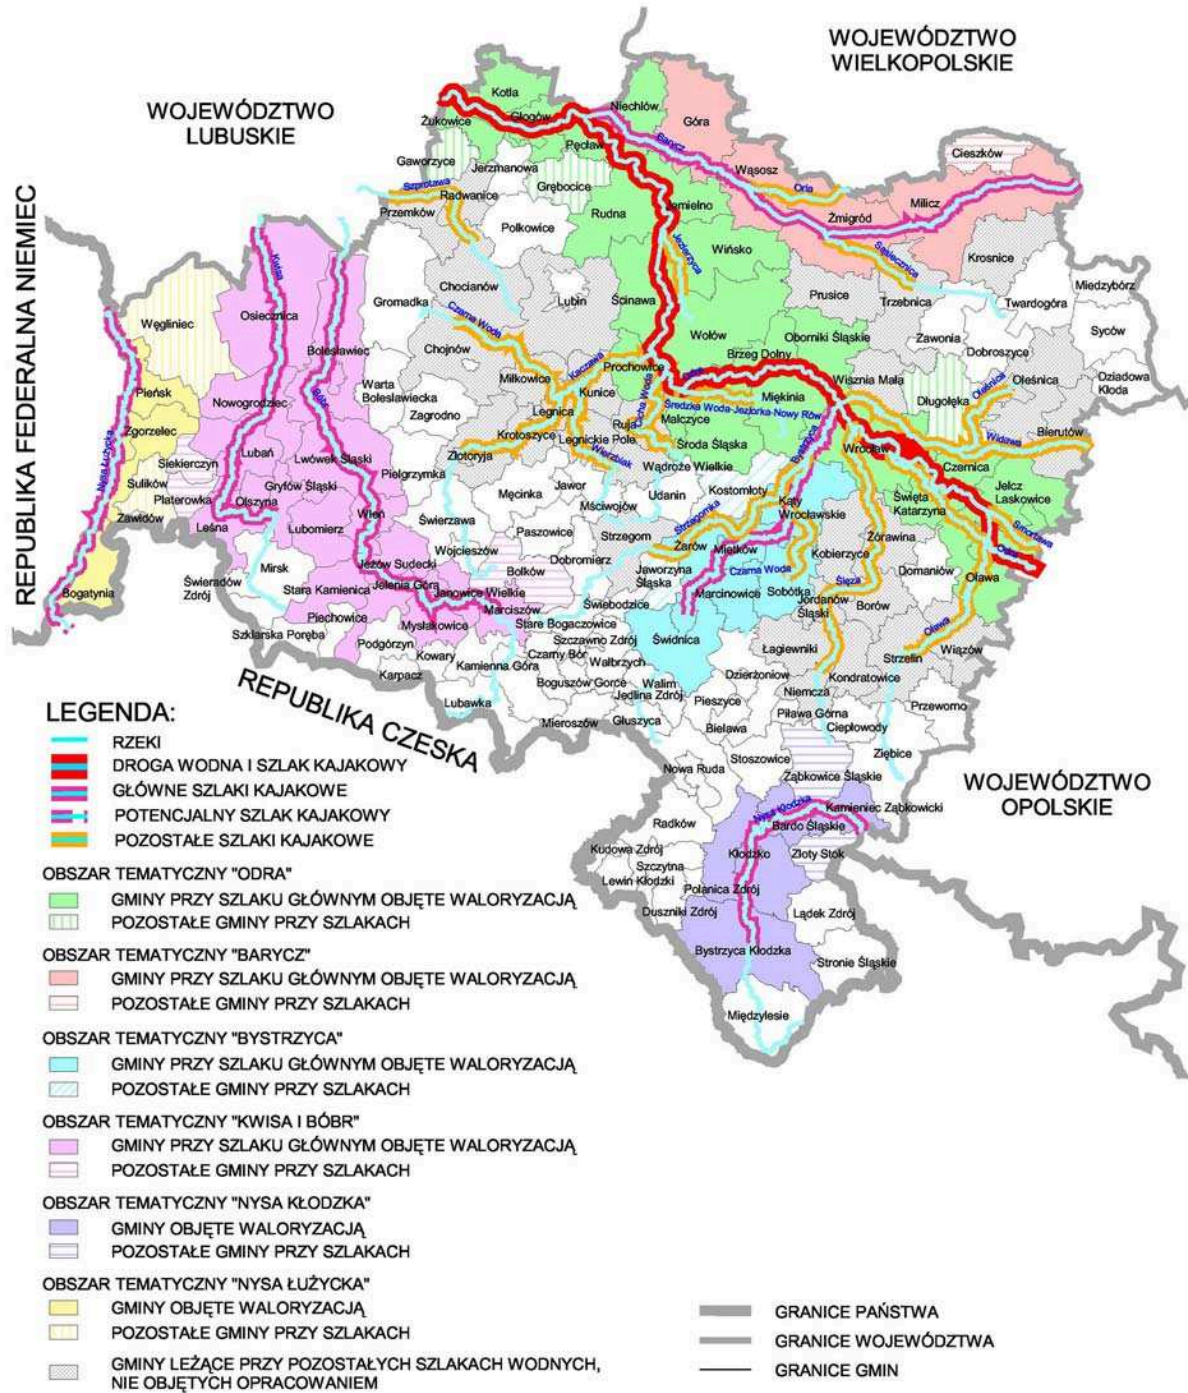 WOJEWÓDZTWO
WIELKOPOLSKIE
WOJEWÓDZTWO
LUBUSKIE
REPUBLIKA FEDERALNA NIEMIEC
REPUBLIKA CZESKA
WOJEWÓDZTWO
OPOLSKIE
Kotla
Głogów
Żukowice
Niechlów
Góra
Pęcław
Barycz
Cieszków
Gaworzyce
Jerzmanowa
Grębocice
Wąsosz
Orla
Szprotawa
Radwanice
Przemków
Rudna
Jemielno
Żmigród
Milicz
Polkowice
Jezierzyca
Wińsko
Sąsiecznica
Krosnice
Kwisa
Chocianów
Lubin
Ścinawa
Prusice
Trzebnica
Twardogóra
Miedzybórz
Węgliniec
Osiecznica
Gromadka
Czarna Woda
Wołów
Oborniki Śląskie
Zawonia
Syców
Bolesławiec
Chojnów
Kaczawa
Prochowice
Brzeg Dolny
Dobroszyce
Pieńsk
Bóbr
Warta
Boleslawiecka
Miłkowice
Kunice
Cicha Woda
Miękinia
Wisznia Mała
Oleśnica
Oleśnica
Dziadowa
Kłoda
Nowogrodziec
Zagrodno
Legnica
Ruja
Średzka Woda-Jeziorka-Nowy Rów
Malczyce
Długołęka
Zgorzelec
Nysa Łużycka
Krotoszyce
Legnickie Pole
Środa Śląska
Bystrzyca
Wrocław
Widawa
Bierutów
Siekierczyn
Lubań
Lwówek Śląski
Złotoryja
Wierzbiak
Wądroże Wielkie
Czernica
Sulików
Platerowka
Olszyna
Gryfów Śląski
Pielgrzymka
Męcinka
Jawor
Udanin
Kostomłoty
Kąty
Wrocławskie
Święta
Katarzyna
Jelcz
Laskowice
Zawidów
Leśna
Lubomierz
Wleń
Świerzawa
Mściwojów
Strzegomka
Smortawa
Paszowice
Strzegom
Żarów
Mietków
Kobierzyce
Żórawina
Odra
Mirsk
Jeżów Sudecki
Wojcieszów
Bolków
Dobromierz
Jaworzyna
Śląska
Czarna Woda
Ślęza
Domaniów
Oława
Świeradów
Zdrój
Stara Kamienica
Jelenia Góra
Janowice Wielkie
Marcinowice
Sobótka
Jordanów
Śląski
Borów
Bogatynia
Piechowice
Mysłakowice
Marciszów
Świebodzice
Oława
Szklarska Poręba
Podgórzyn
Stare Bogaczowice
Świdnica
Szczawno Zdrój
Łagiewniki
Strzelin
Wiązów
Kowary
Karpacz
Kamienna Góra
Czarny Bór
Wałbrzych
Dzierżoniow
Kondratowice
Lubawka
Boguszów Gorce
Walim
Jedlina Zdrój
Pieszyce
Niemcza
Przeworno
Mieroszów
Głuszyca
Bielawa
Piława Górna
Ciepłowody
Ziębice
Nowa Ruda
Stoszowice
Ząbkowice Śląskie
Nysa Kłodzka
Kamieniec Ząbkowicki
Radków
Bardo Śląskie
Kudowa Zdrój
Kłodzko
Złoty Stok
Szczytna
Lewin Kłodzki
Polanica Zdrój
Duszniki Zdrój
Lądek Zdrój
Bystrzyca Kłodzka
Stronie Śląskie
Międzylesie
LEGENDA:
RZEKI
DROGA WODNA I SZLAK KAJAKOWY
GŁÓWNE SZLAKI KAJAKOWE
POTENCJALNY SZLAK KAJAKOWY
POZOSTAŁE SZLAKI KAJAKOWE
OBSZAR TEMATYCZNY "ODRA"
GMINY PRZY SZLAKU GŁÓWNYM OBJĘTE WALORYZACJĄ
POZOSTAŁE GMINY PRZY SZLAKACH
OBSZAR TEMATYCZNY "BARYCZ"
GMINY PRZY SZLAKU GŁÓWNYM OBJĘTE WALORYZACJĄ
POZOSTAŁE GMINY PRZY SZLAKACH
OBSZAR TEMATYCZNY "BYSTRZYCA"
GMINY PRZY SZLAKU GŁÓWNYM OBJĘTE WALORYZACJĄ
POZOSTAŁE GMINY PRZY SZLAKACH
OBSZAR TEMATYCZNY "KWISA I BÓBR"
GMINY PRZY SZLAKU GŁÓWNYM OBJĘTE WALORYZACJĄ
POZOSTAŁE GMINY PRZY SZLAKACH
OBSZAR TEMATYCZNY "NYSA KŁODZKA"
GMINY OBJĘTE WALORYZACJĄ
POZOSTAŁE GMINY PRZY SZLAKACH
OBSZAR TEMATYCZNY "NYSA ŁUŻYCKA"
GMINY OBJĘTE WALORYZACJĄ
POZOSTAŁE GMINY PRZY SZLAKACH
GMINY LEŻĄCE PRZY POZOSTAŁYCH SZLAKACH WODNYCH,
NIE OBJĘTYCH OPRACOWANIEM
GRANICE PAŃSTWA
GRANICE WOJEWÓDZTWA
GRANICE GMIN